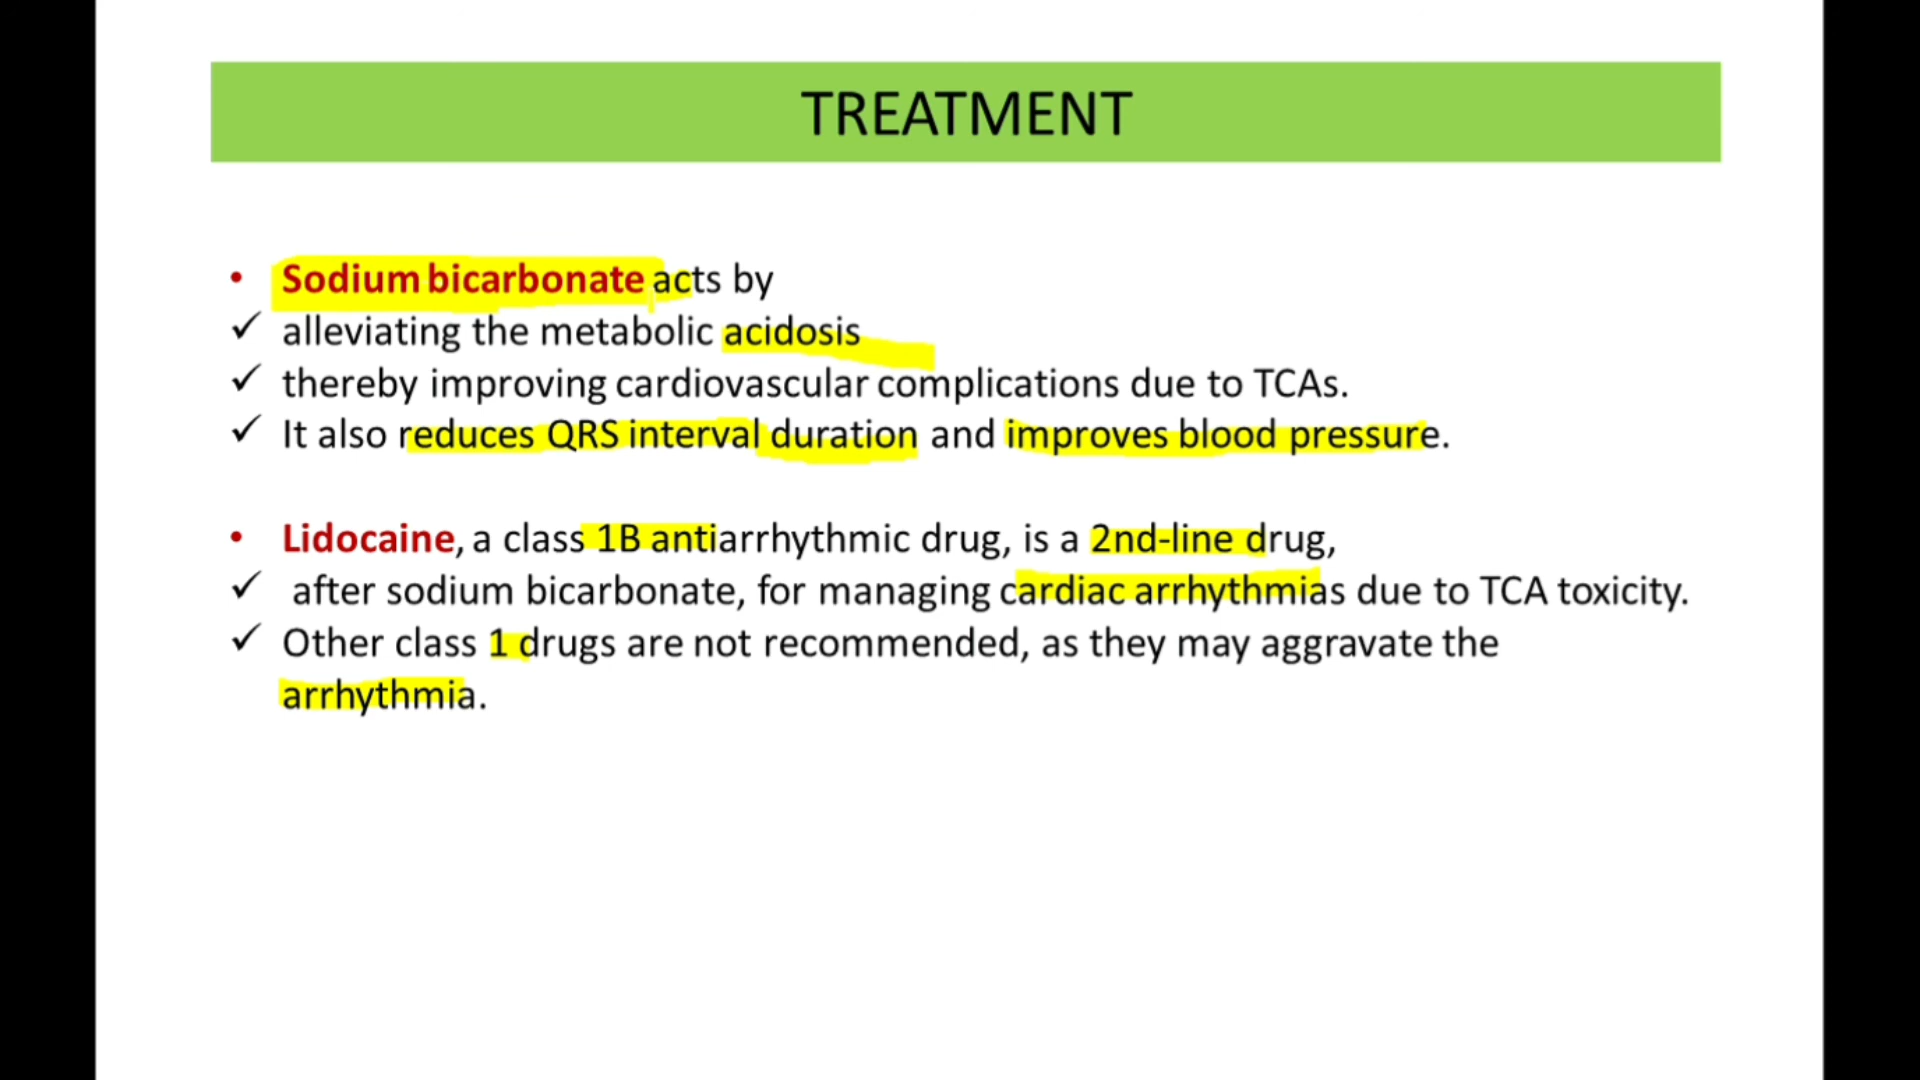 TREATMENT
• Sodium bicarbonate acts by
✓ alleviating the metabolic acidosis
✓ thereby improving cardiovascular complications due to TCAs.
✓ It also reduces QRS interval duration and improves blood pressure.
• Lidocaine, a class 1B antiarrhythmic drug, is a 2nd-line drug,
✓ after sodium bicarbonate, for managing cardiac arrhythmias due to TCA toxicity.
✓ Other class 1 drugs are not recommended, as they may aggravate the
arrhythmia.